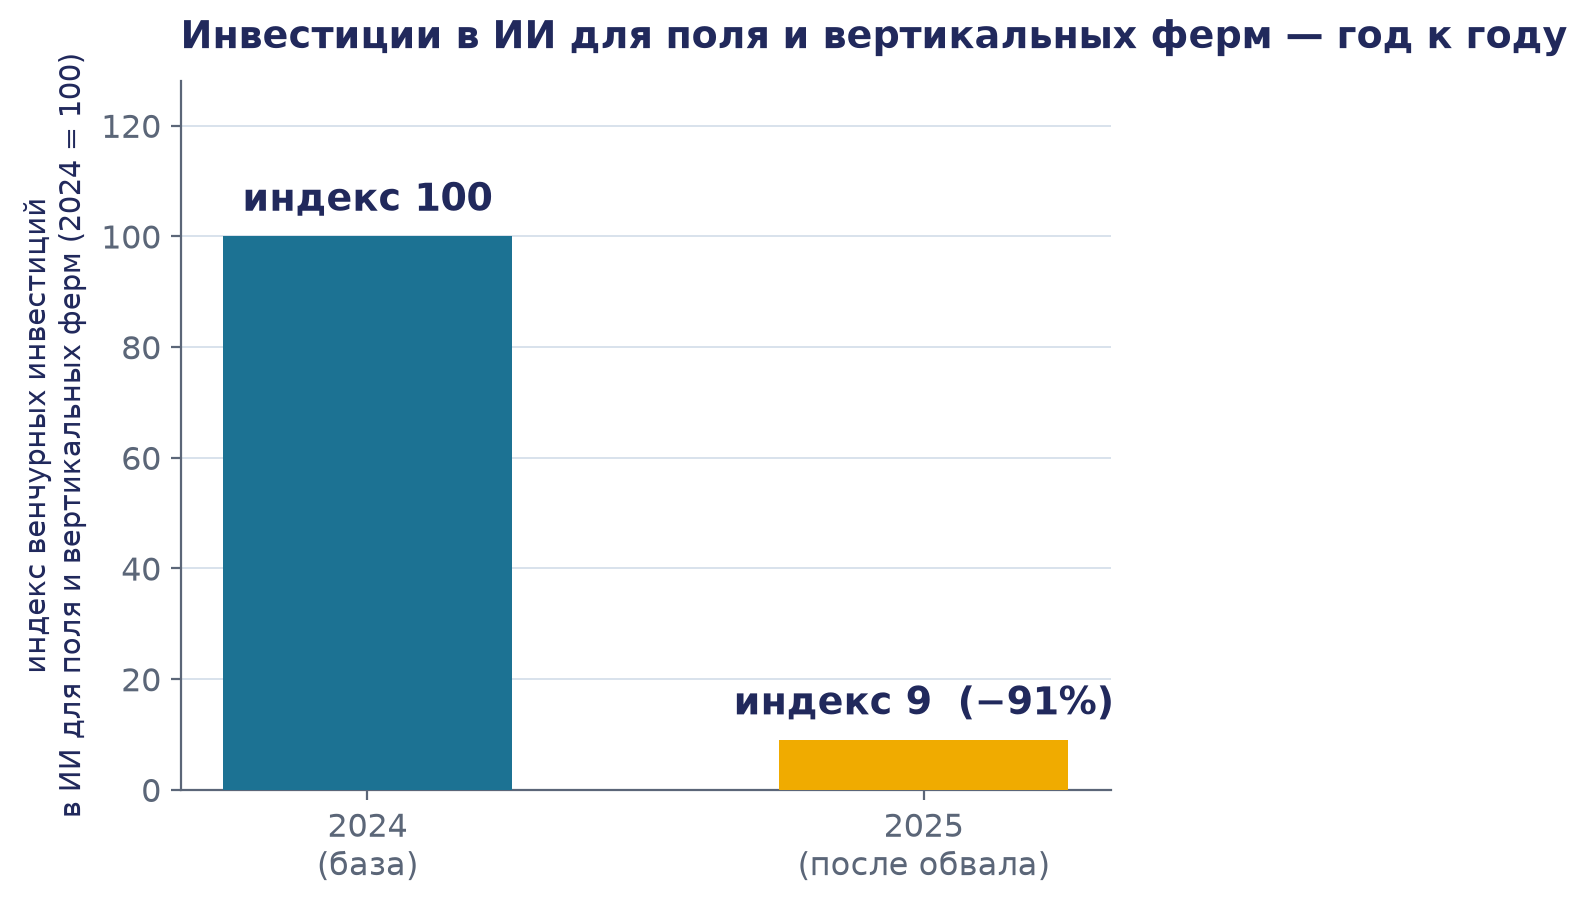 Инвестиции в ИИ для поля и вертикальных ферм — год к году
индекс венчурных инвестиций
в ИИ для поля и вертикальных ферм (2024 = 100)
120
100
80
60
40
20
0
индекс 100
индекс 9 (−91%)
2024
(база)
2025
(после обвала)